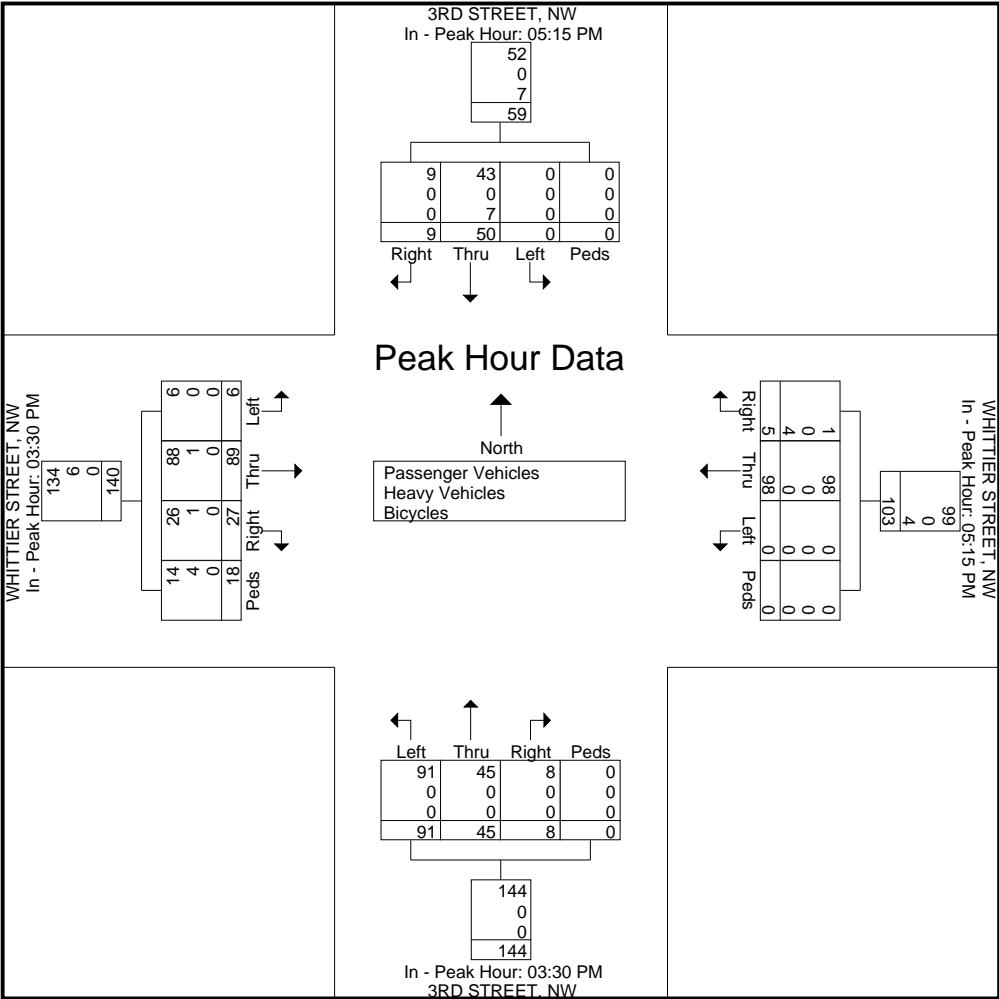 3RD STREET, NW
In - Peak Hour: 05:15 PM
52
0
7
59
9 43 0 0
0 0 0 0
0 7 0 0
9 50 0 0
Right Thru Left Peds
Peak Hour Data
North
Passenger Vehicles
Heavy Vehicles
Bicycles
WHITTIER STREET, NW
In - Peak Hour: 03:30 PM
134
6
0
140
6 0 0 6
88 1 0 89
26 1 0 27
14 4 0 18
Left Thru Right Peds
WHITTIER STREET, NW
In - Peak Hour: 05:15 PM
99
0
4
103
1 0 4 5
98 0 0 98
0 0 0 0
0 0 0 0
Right Thru Left Peds
Left Thru Right Peds
91 45 8 0
0 0 0 0
0 0 0 0
91 45 8 0
144
0
0
144
In - Peak Hour: 03:30 PM
3RD STREET, NW